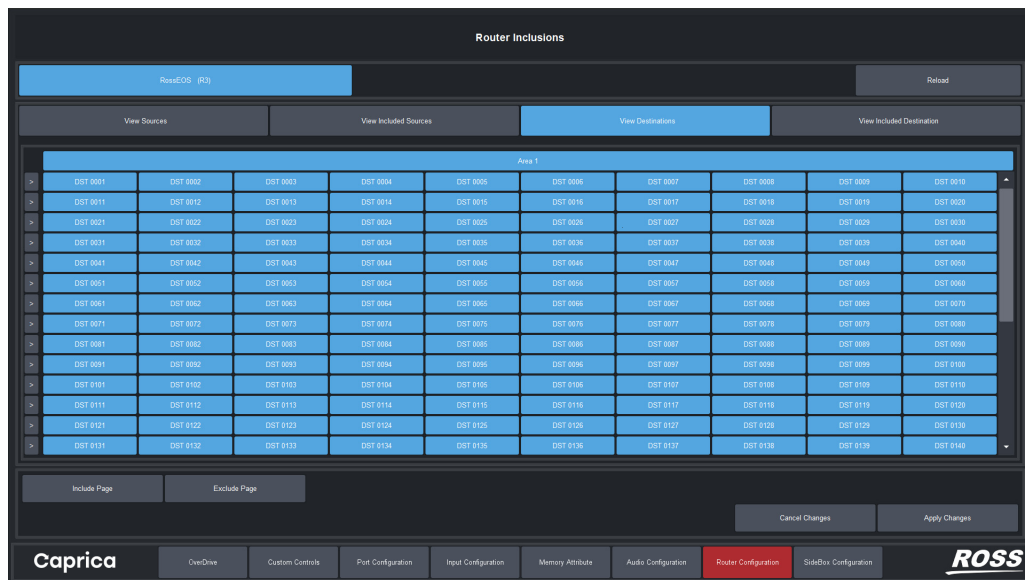 Router Inclusions
RossEOS (R3) Reload
View Sources View Included Sources View Destinations View Included Destination
Area 1
> DST 0001 DST 0002 DST 0003 DST 0004 DST 0005 DST 0006 DST 0007 DST 0008 DST 0009 DST 0010
> DST 0011 DST 0012 DST 0013 DST 0014 DST 0015 DST 0016 DST 0017 DST 0018 DST 0019 DST 0020
> DST 0021 DST 0022 DST 0023 DST 0024 DST 0025 DST 0026 DST 0027 DST 0028 DST 0029 DST 0030
> DST 0031 DST 0032 DST 0033 DST 0034 DST 0035 DST 0036 DST 0037 DST 0038 DST 0039 DST 0040
> DST 0041 DST 0042 DST 0043 DST 0044 DST 0045 DST 0046 DST 0047 DST 0048 DST 0049 DST 0050
> DST 0051 DST 0052 DST 0053 DST 0054 DST 0055 DST 0056 DST 0057 DST 0058 DST 0059 DST 0060
> DST 0061 DST 0062 DST 0063 DST 0064 DST 0065 DST 0066 DST 0067 DST 0068 DST 0069 DST 0070
> DST 0071 DST 0072 DST 0073 DST 0074 DST 0075 DST 0076 DST 0077 DST 0078 DST 0079 DST 0080
> DST 0081 DST 0082 DST 0083 DST 0084 DST 0085 DST 0086 DST 0087 DST 0088 DST 0089 DST 0090
> DST 0091 DST 0092 DST 0093 DST 0094 DST 0095 DST 0096 DST 0097 DST 0098 DST 0099 DST 0100
> DST 0101 DST 0102 DST 0103 DST 0104 DST 0105 DST 0106 DST 0107 DST 0108 DST 0109 DST 0110
> DST 0111 DST 0112 DST 0113 DST 0114 DST 0115 DST 0116 DST 0117 DST 0118 DST 0119 DST 0120
> DST 0121 DST 0122 DST 0123 DST 0124 DST 0125 DST 0126 DST 0127 DST 0128 DST 0129 DST 0130
> DST 0131 DST 0132 DST 0133 DST 0134 DST 0135 DST 0136 DST 0137 DST 0138 DST 0139 DST 0140
Include Page Exclude Page
Cancel Changes Apply Changes
Caprica OverDrive Custom Controls Port Configuration Input Configuration Memory Attribute Audio Configuration Router Configuration SideBox Configuration ROSS